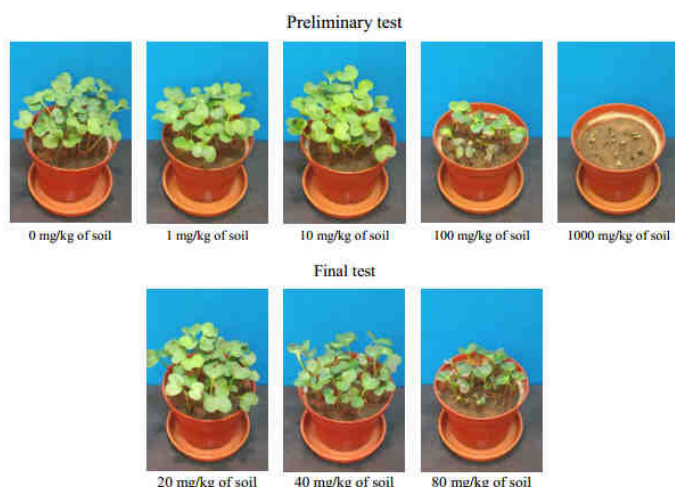 Preliminary test
0 mg/kg of soil
1 mg/kg of soil
10 mg/kg of soil
100 mg/kg of soil
1000 mg/kg of soil
Final test
20 mg/kg of soil
40 mg/kg of soil
80 mg/kg of soil